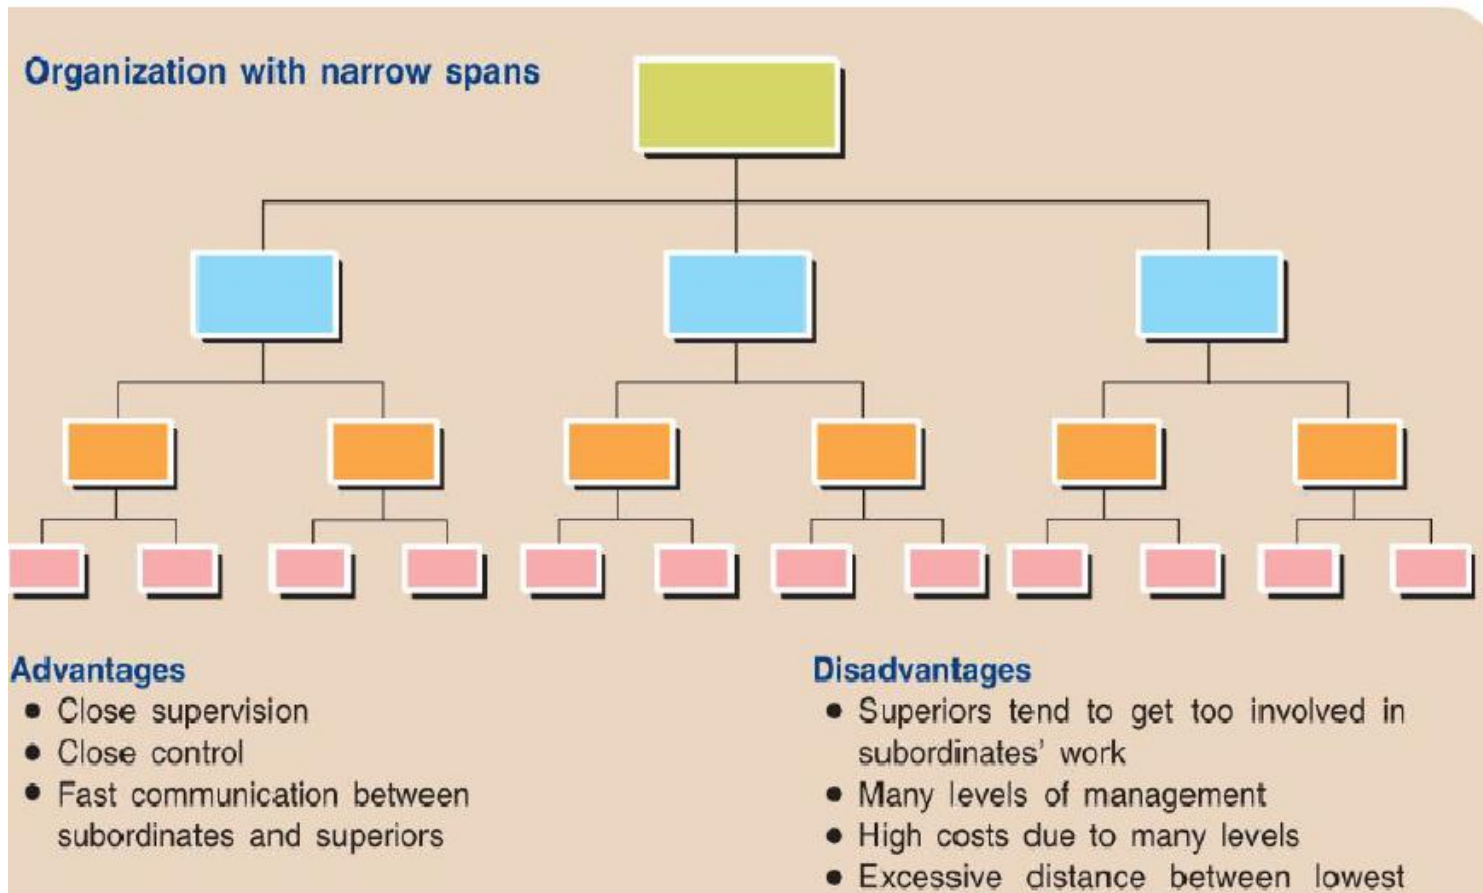 Organization with narrow spans
Advantages
• Close supervision
• Close control
• Fast communication between
subordinates and superiors
Disadvantages
• Superiors tend to get too involved in
subordinates' work
• Many levels of management
• High costs due to many levels
• Excessive distance between lowest